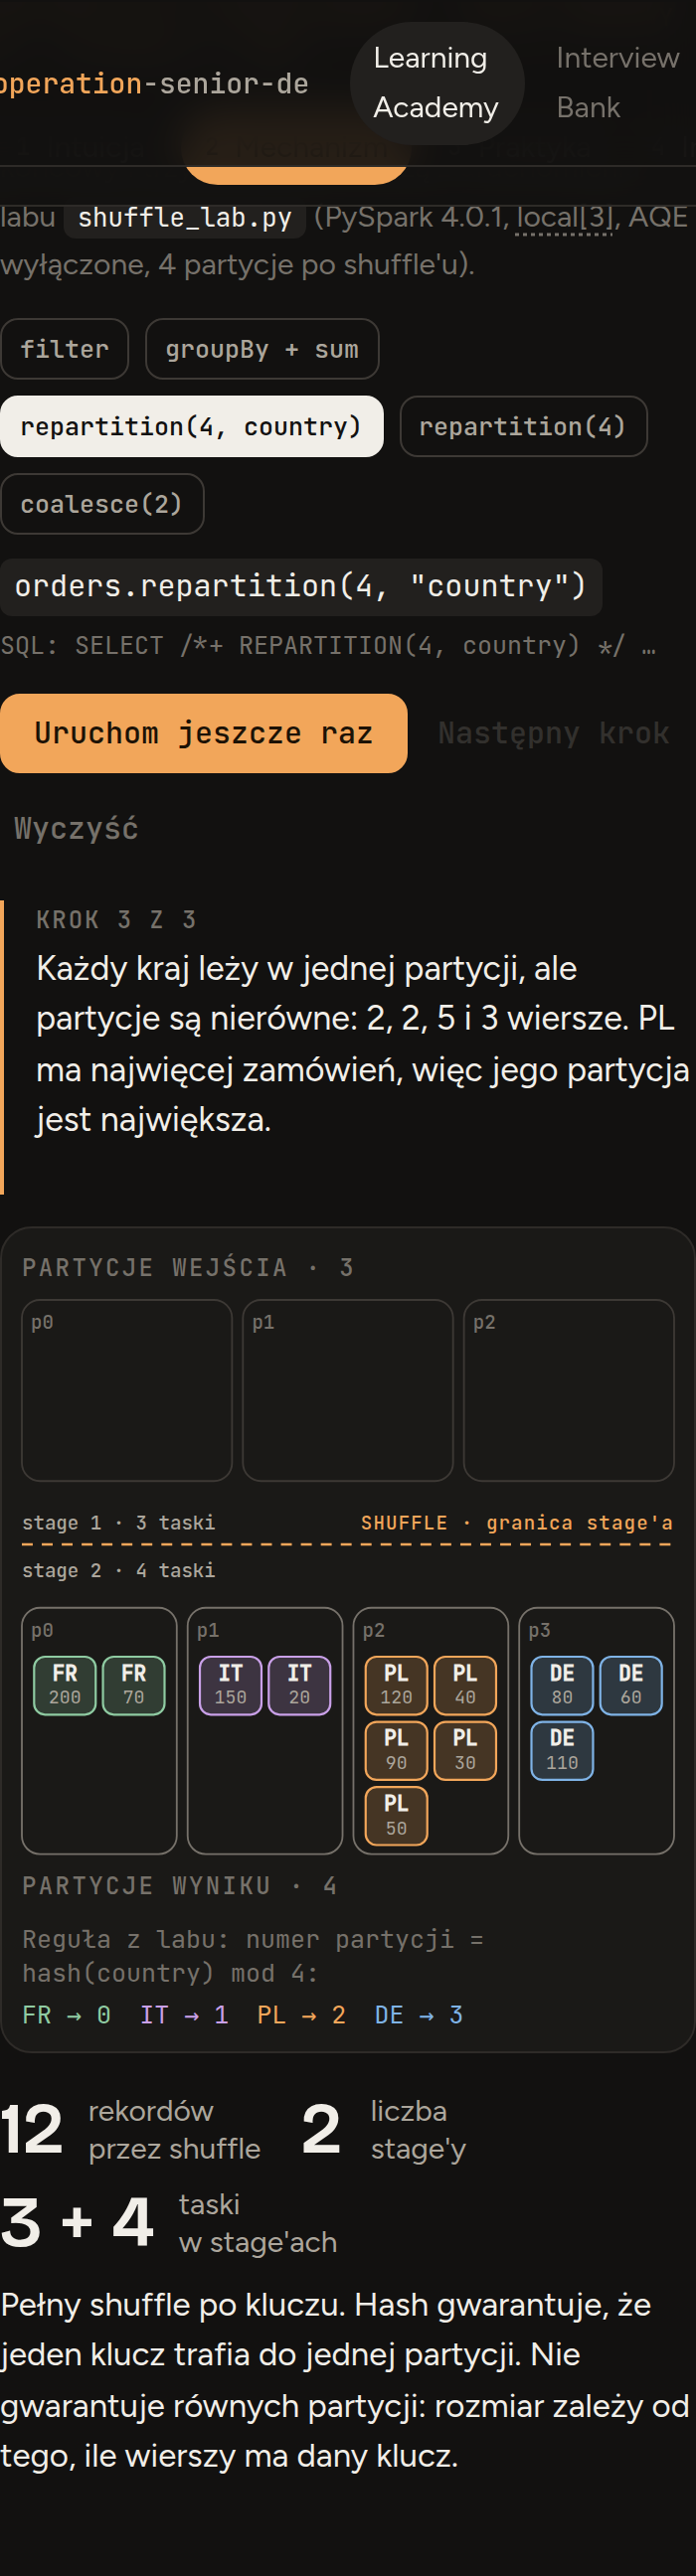 operation-senior-de
Learning Academy
Interview Bank
labu shuffle_lab.py (PySpark 4.0.1, local[3], AQE
wyłączone, 4 partycje po shuffle'u).
filter
groupBy + sum
repartition(4, country)
repartition(4)
coalesce(2)
orders.repartition(4, "country")
SQL: SELECT /*+ REPARTITION(4, country) */ …
Uruchom jeszcze raz
Następny krok
Wyczyść
KROK 3 Z 3
Każdy kraj leży w jednej partycji, ale
partycje są nierówne: 2, 2, 5 i 3 wiersze. PL
ma najwięcej zamówień, więc jego partycja
jest największa.
PARTYCJE WEJŚCIA · 3
p0
p1
p2
stage 1 · 3 taski
SHUFFLE · granica stage'a
stage 2 · 4 taski
p0
FR 200
FR 70
p1
IT 150
IT 20
p2
PL 120
PL 40
PL 90
PL 30
PL 50
p3
DE 80
DE 60
DE 110
PARTYCJE WYNIKU · 4
Reguła z labu: numer partycji =
hash(country) mod 4:
FR → 0 IT → 1 PL → 2 DE → 3
12 rekordów przez shuffle
2 liczba stage'y
3 + 4 taski w stage'ach
Pełny shuffle po kluczu. Hash gwarantuje, że
jeden klucz trafia do jednej partycji. Nie
gwarantuje równych partycji: rozmiar zależy od
tego, ile wierszy ma dany klucz.